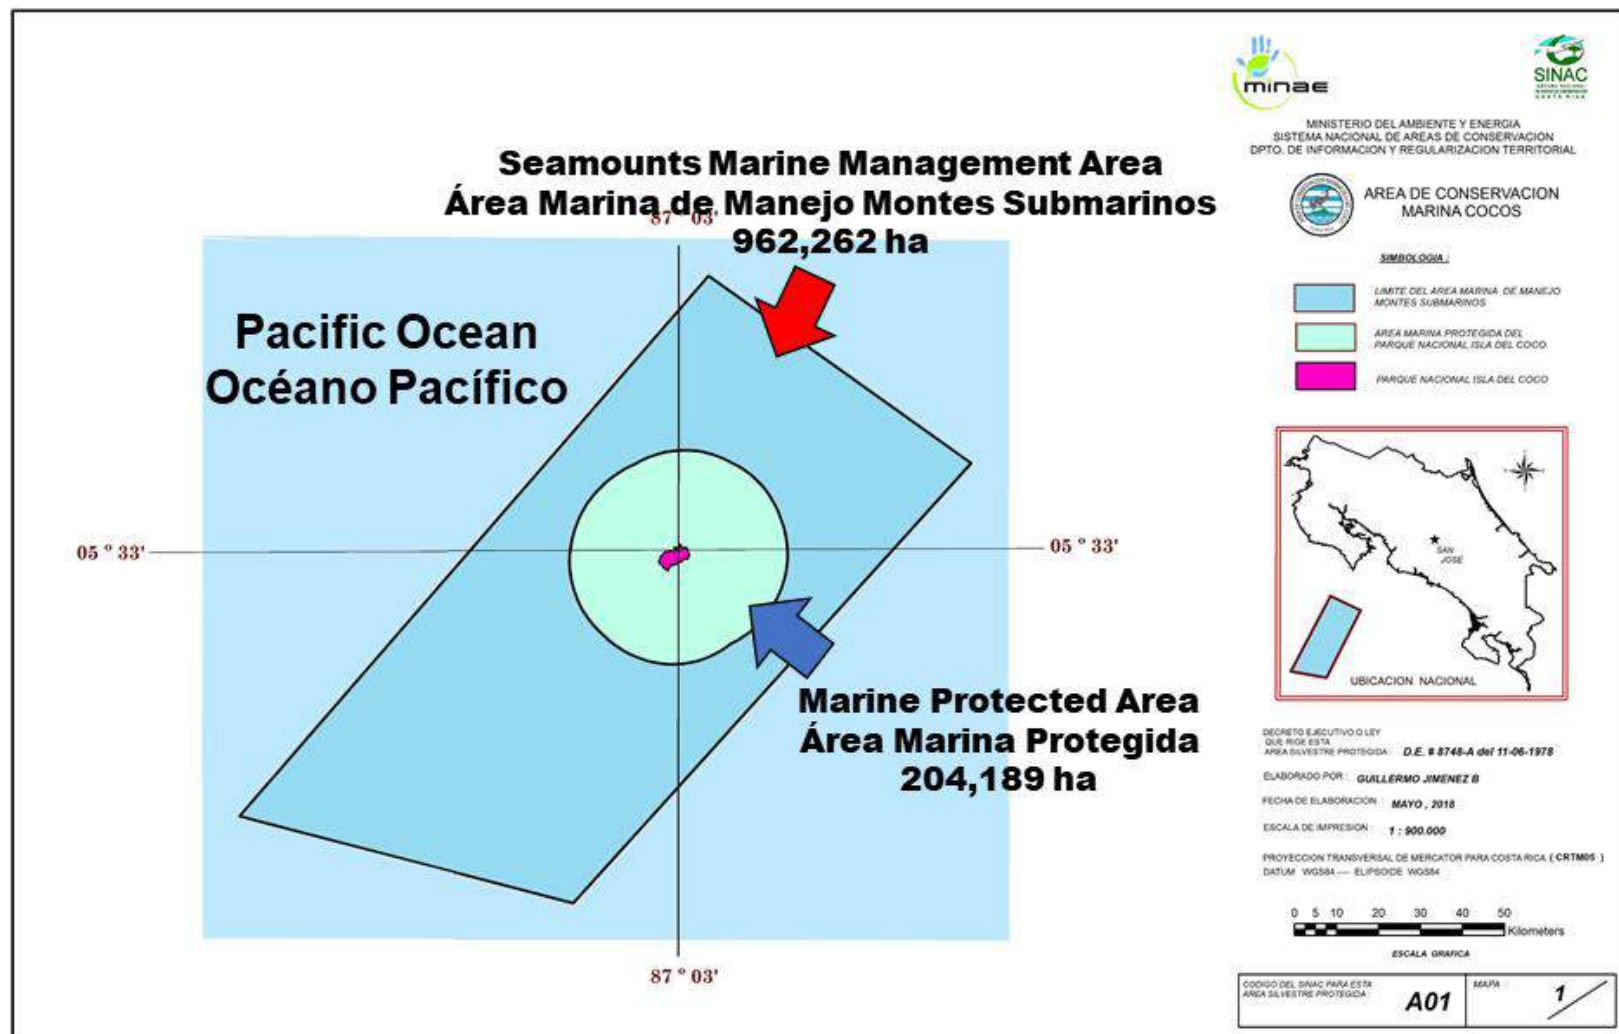 minae
SINAC
MINISTERIO DEL AMBIENTE Y ENERGIA
SISTEMA NACIONAL DE AREAS DE CONSERVACION
DPTO. DE INFORMACION Y REGULARIZACION TERRITORIAL
AREA DE CONSERVACION
MARINA COCOS
SIMBOLOGIA :
LIMITE DEL AREA MARINA DE MANEJO
MONTES SUBMARINOS
AREA MARINA PROTEGIDA DEL
PARQUE NACIONAL ISLA DEL COCO
PARQUE NACIONAL ISLA DEL COCO
Seamounts Marine Management Area
Área Marina de Manejo Montes Submarinos
87 ° 03'
962,262 ha
Pacific Ocean
Océano Pacífico
05 ° 33'
05 ° 33'
Marine Protected Area
Área Marina Protegida
204,189 ha
87 ° 03'
SAN
JOSÉ
UBICACION NACIONAL
DECRETO EJECUTIVO O LEY
QUE RIGE ESTA
AREA SILVESTRE PROTEGIDA : D.E. # 8748-A del 11-06-1978
ELABORADO POR : GUILLERMO JIMENEZ B
FECHA DE ELABORACION : MAYO , 2018
ESCALA DE IMPRESION : 1 : 900.000
PROYECCION TRANSVERSAL DE MERCATOR PARA COSTA RICA ( CRTM05 )
DATUM WGS84 --- ELIPSOIDE WGS84
0 5 10 20 30 40 50
Kilometers
ESCALA GRAFICA
CODIGO DEL SINAC PARA ESTA
AREA SILVESTRE PROTEGIDA : A01
MAPA : 1